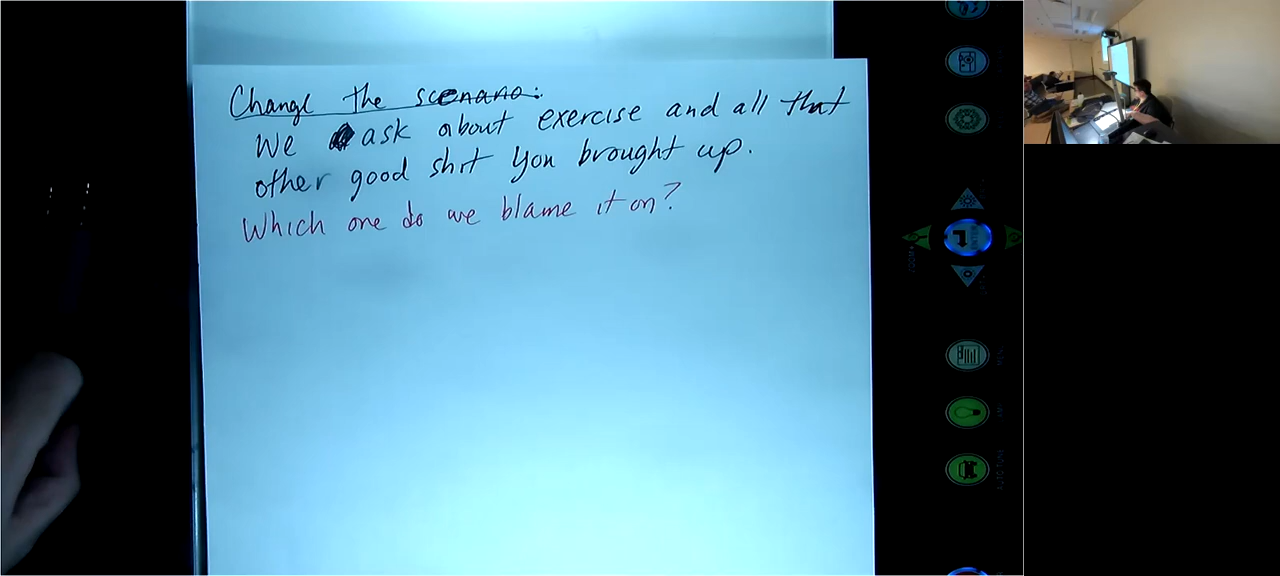 Change the scenario:
We ask about exercise and all that
other good shit you brought up.
Which one do we blame it on?